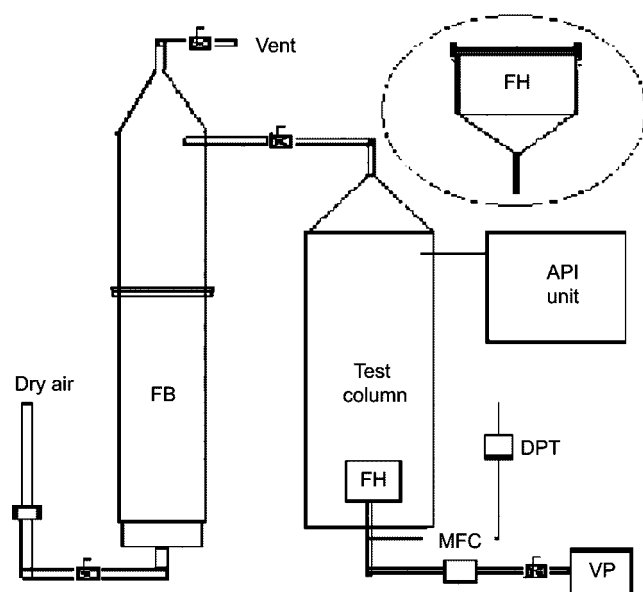 Vent
FH
API
unit
Dry air
FB
Test
column
FH
DPT
MFC
VP